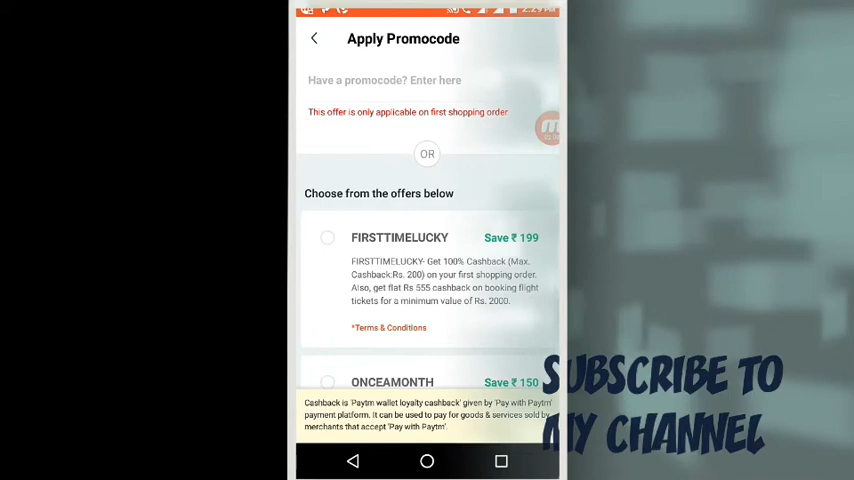 2:29 PM
Apply Promocode
Have a promocode? Enter here
This offer is only applicable on first shopping order
OR
Choose from the offers below
FIRSTTIMELUCKY Save ₹ 199
FIRSTTIMELUCKY- Get 100% Cashback (Max.
Cashback:Rs. 200) on your first shopping order.
Also, get flat Rs 555 cashback on booking flight
tickets for a minimum value of Rs. 2000.
*Terms & Conditions
ONCEAMONTH Save ₹ 150
Cashback is 'Paytm wallet loyalty cashback' given by 'Pay with Paytm'
payment platform. It can be used to pay for goods & services sold by
merchants that accept 'Pay with Paytm'.
SUBSCRIBE TO
MY CHANNEL